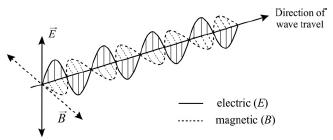 Direction of
wave travel
E
B
electric (E)
magnetic (B)